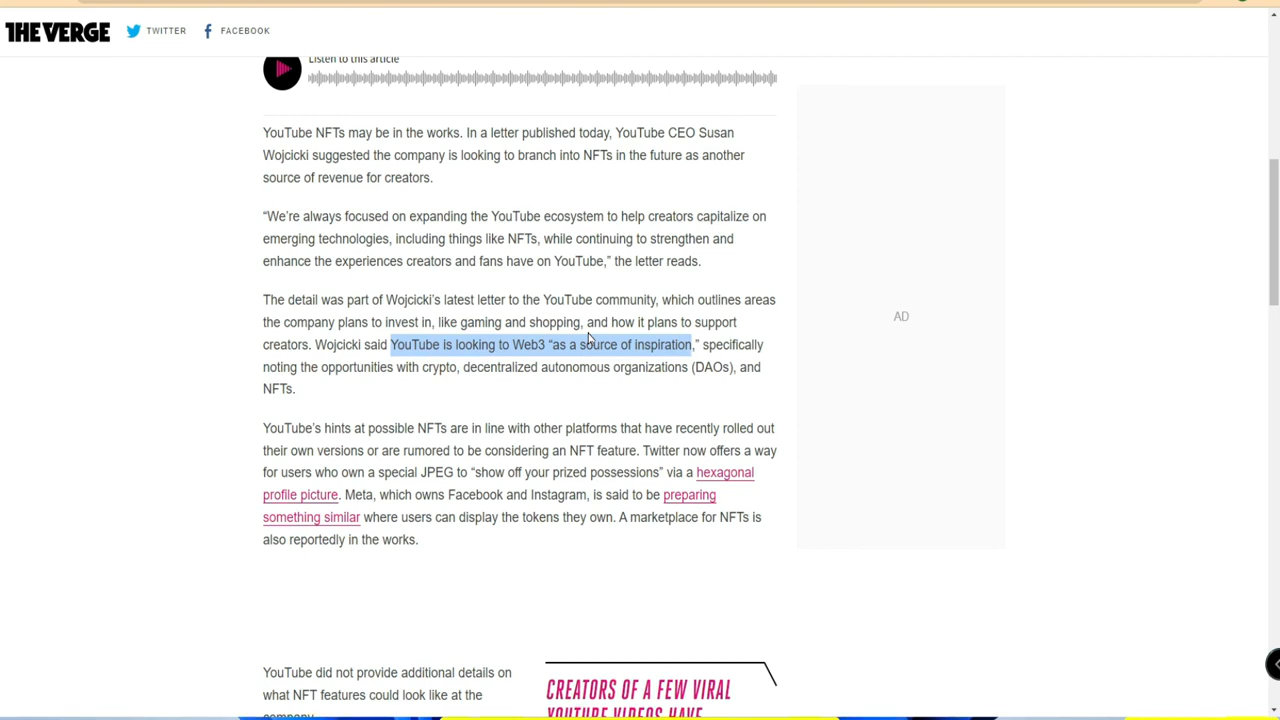 THE VERGE
TWITTER
FACEBOOK
Listen to this article
YouTube NFTs may be in the works. In a letter published today, YouTube CEO Susan
Wojcicki suggested the company is looking to branch into NFTs in the future as another
source of revenue for creators.
“We’re always focused on expanding the YouTube ecosystem to help creators capitalize on
emerging technologies, including things like NFTs, while continuing to strengthen and
enhance the experiences creators and fans have on YouTube,” the letter reads.
The detail was part of Wojcicki’s latest letter to the YouTube community, which outlines areas
the company plans to invest in, like gaming and shopping, and how it plans to support
creators. Wojcicki said YouTube is looking to Web3 “as a source of inspiration,” specifically
noting the opportunities with crypto, decentralized autonomous organizations (DAOs), and
NFTs.
YouTube’s hints at possible NFTs are in line with other platforms that have recently rolled out
their own versions or are rumored to be considering an NFT feature. Twitter now offers a way
for users who own a special JPEG to “show off your prized possessions” via a hexagonal
profile picture. Meta, which owns Facebook and Instagram, is said to be preparing
something similar where users can display the tokens they own. A marketplace for NFTs is
also reportedly in the works.
AD
YouTube did not provide additional details on
what NFT features could look like at the
company
CREATORS OF A FEW VIRAL
YOUTUBE VIDEOS HAVE